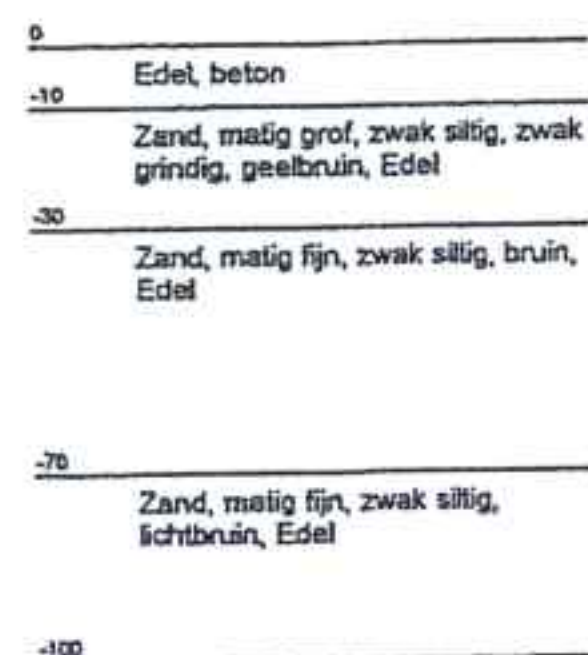 0
Edel, beton
-10
Zand, matig grof, zwak siltig, zwak
grindig, geelbruin, Edel
-30
Zand, matig fijn, zwak siltig, bruin,
Edel
-70
Zand, matig fijn, zwak siltig,
lichtbruin, Edel
-100